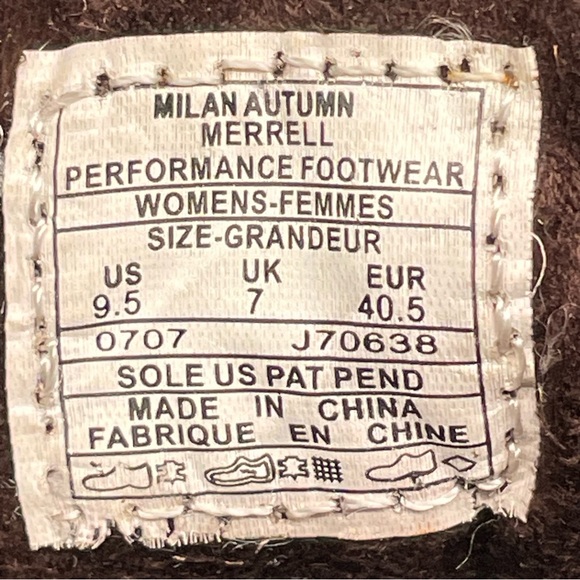 MILAN AUTUMN
MERRELL
PERFORMANCE FOOTWEAR
WOMENS-FEMMES
SIZE-GRANDEUR
US UK EUR
9.5 7 40.5
0707 J70638
SOLE US PAT PEND
MADE IN CHINA
FABRIQUE EN CHINE